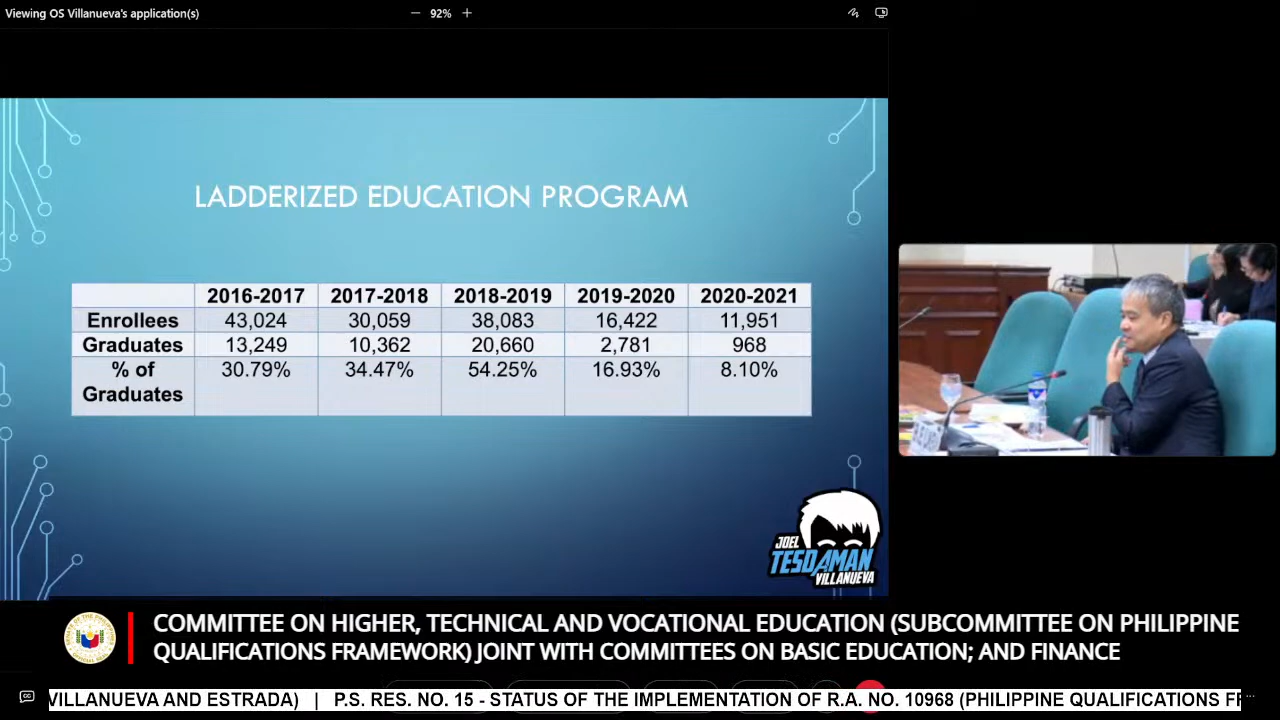 Viewing OS Villanueva's application(s)
− 92% +
LADDERIZED EDUCATION PROGRAM
2016-2017 2017-2018 2018-2019 2019-2020 2020-2021
Enrollees 43,024 30,059 38,083 16,422 11,951
Graduates 13,249 10,362 20,660 2,781 968
% of 30.79% 34.47% 54.25% 16.93% 8.10%
Graduates
JOEL
TESDAMAN
VILLANUEVA
COMMITTEE ON HIGHER, TECHNICAL AND VOCATIONAL EDUCATION (SUBCOMMITTEE ON PHILIPPINE
QUALIFICATIONS FRAMEWORK) JOINT WITH COMMITTEES ON BASIC EDUCATION; AND FINANCE
VILLANUEVA AND ESTRADA) | P.S. RES. NO. 15 - STATUS OF THE IMPLEMENTATION OF R.A. NO. 10968 (PHILIPPINE QUALIFICATIONS FR